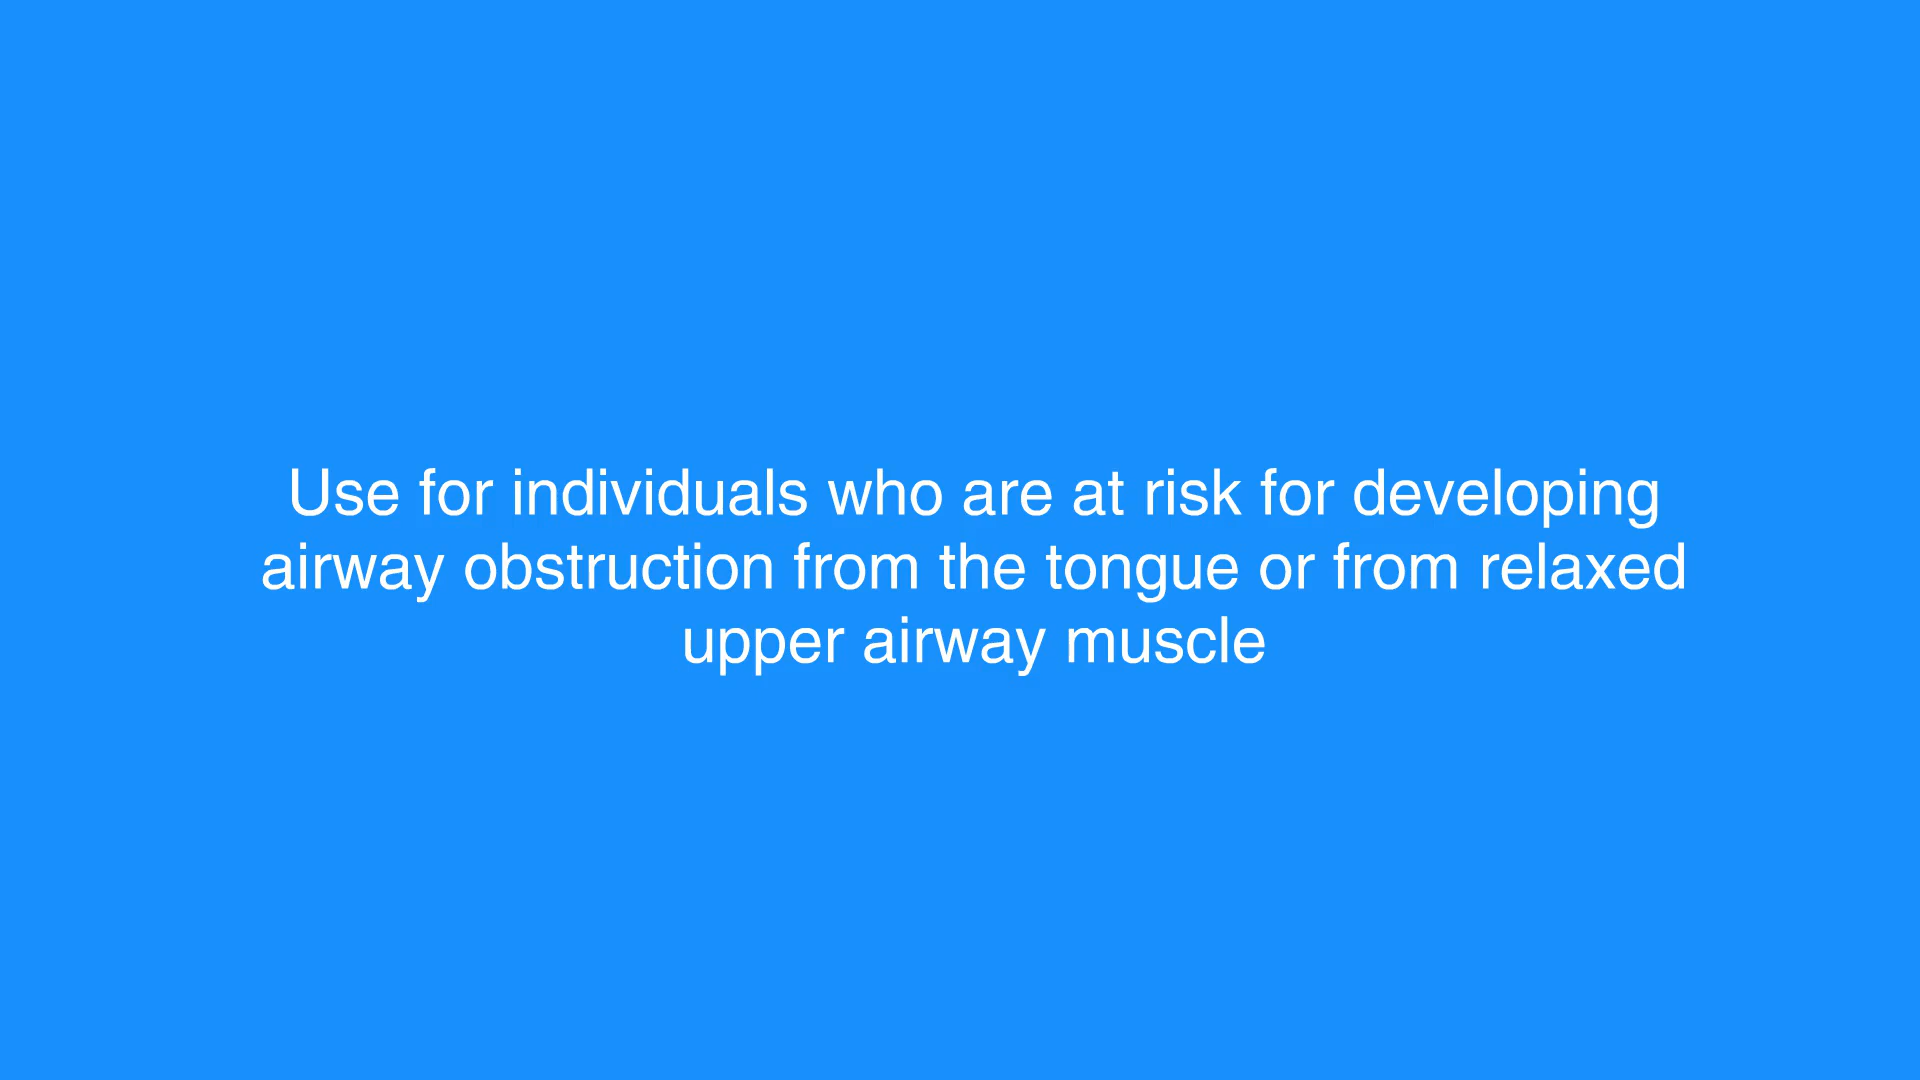 Use for individuals who are at risk for developing
airway obstruction from the tongue or from relaxed
upper airway muscle